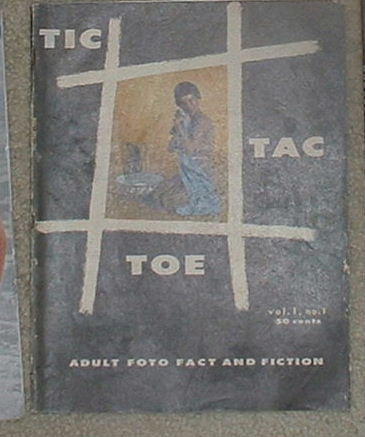 TIC
TAC
TOE
vol. 1, no. 1
50 cents
ADULT FOTO FACT AND FICTION